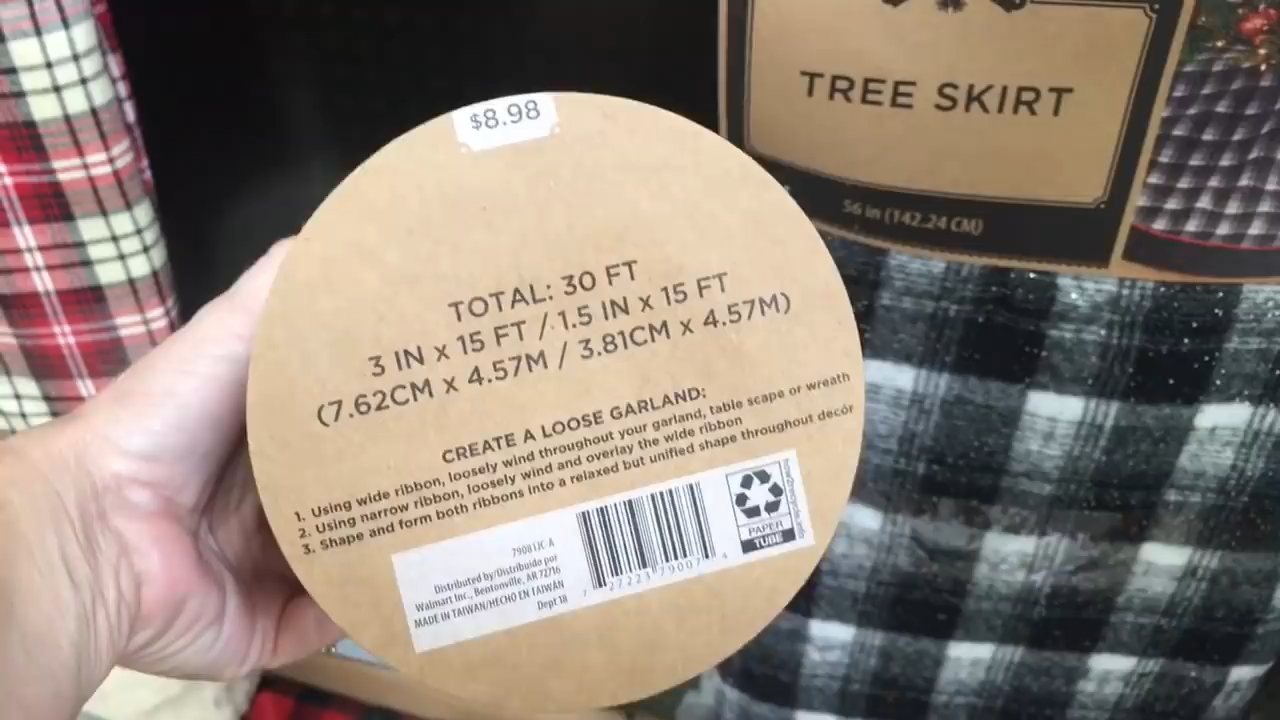 $8.98
TOTAL: 30 FT
3 IN x 15 FT / 1.5 IN x 15 FT
(7.62CM x 4.57M / 3.81CM x 4.57M)
CREATE A LOOSE GARLAND:
1. Using wide ribbon, loosely wind throughout your garland, table scape or wreath
2. Using narrow ribbon, loosely wind and overlay the wide ribbon
3. Shape and form both ribbons into a relaxed but unified shape throughout decór
79081JC-A
Distributed by/Distribuido por
Walmart Inc., Bentonville, AR 72716
MADE IN TAIWAN/HECHO EN TAIWAN
Dept 18
7 27223 79007 4
PAPER
TUBE
TREE SKIRT
56 in (142.24 CM)